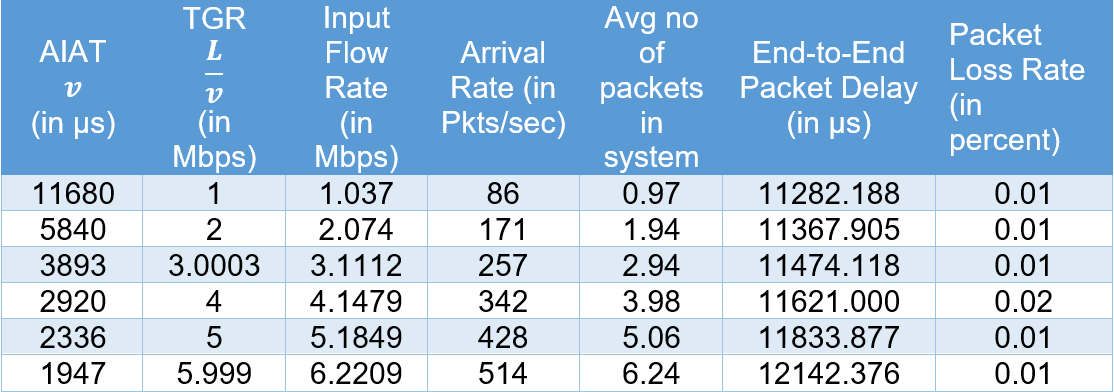 AIAT
v
(in µs)
TGR
L
v
(in
Mbps)
Input
Flow
Rate
(in
Mbps)
Arrival
Rate (in
Pkts/sec)
Avg no
of
packets
in
system
End-to-End
Packet Delay
(in µs)
Packet
Loss Rate
(in
percent)
11680 1 1.037 86 0.97 11282.188 0.01
5840 2 2.074 171 1.94 11367.905 0.01
3893 3.0003 3.1112 257 2.94 11474.118 0.01
2920 4 4.1479 342 3.98 11621.000 0.02
2336 5 5.1849 428 5.06 11833.877 0.01
1947 5.999 6.2209 514 6.24 12142.376 0.01